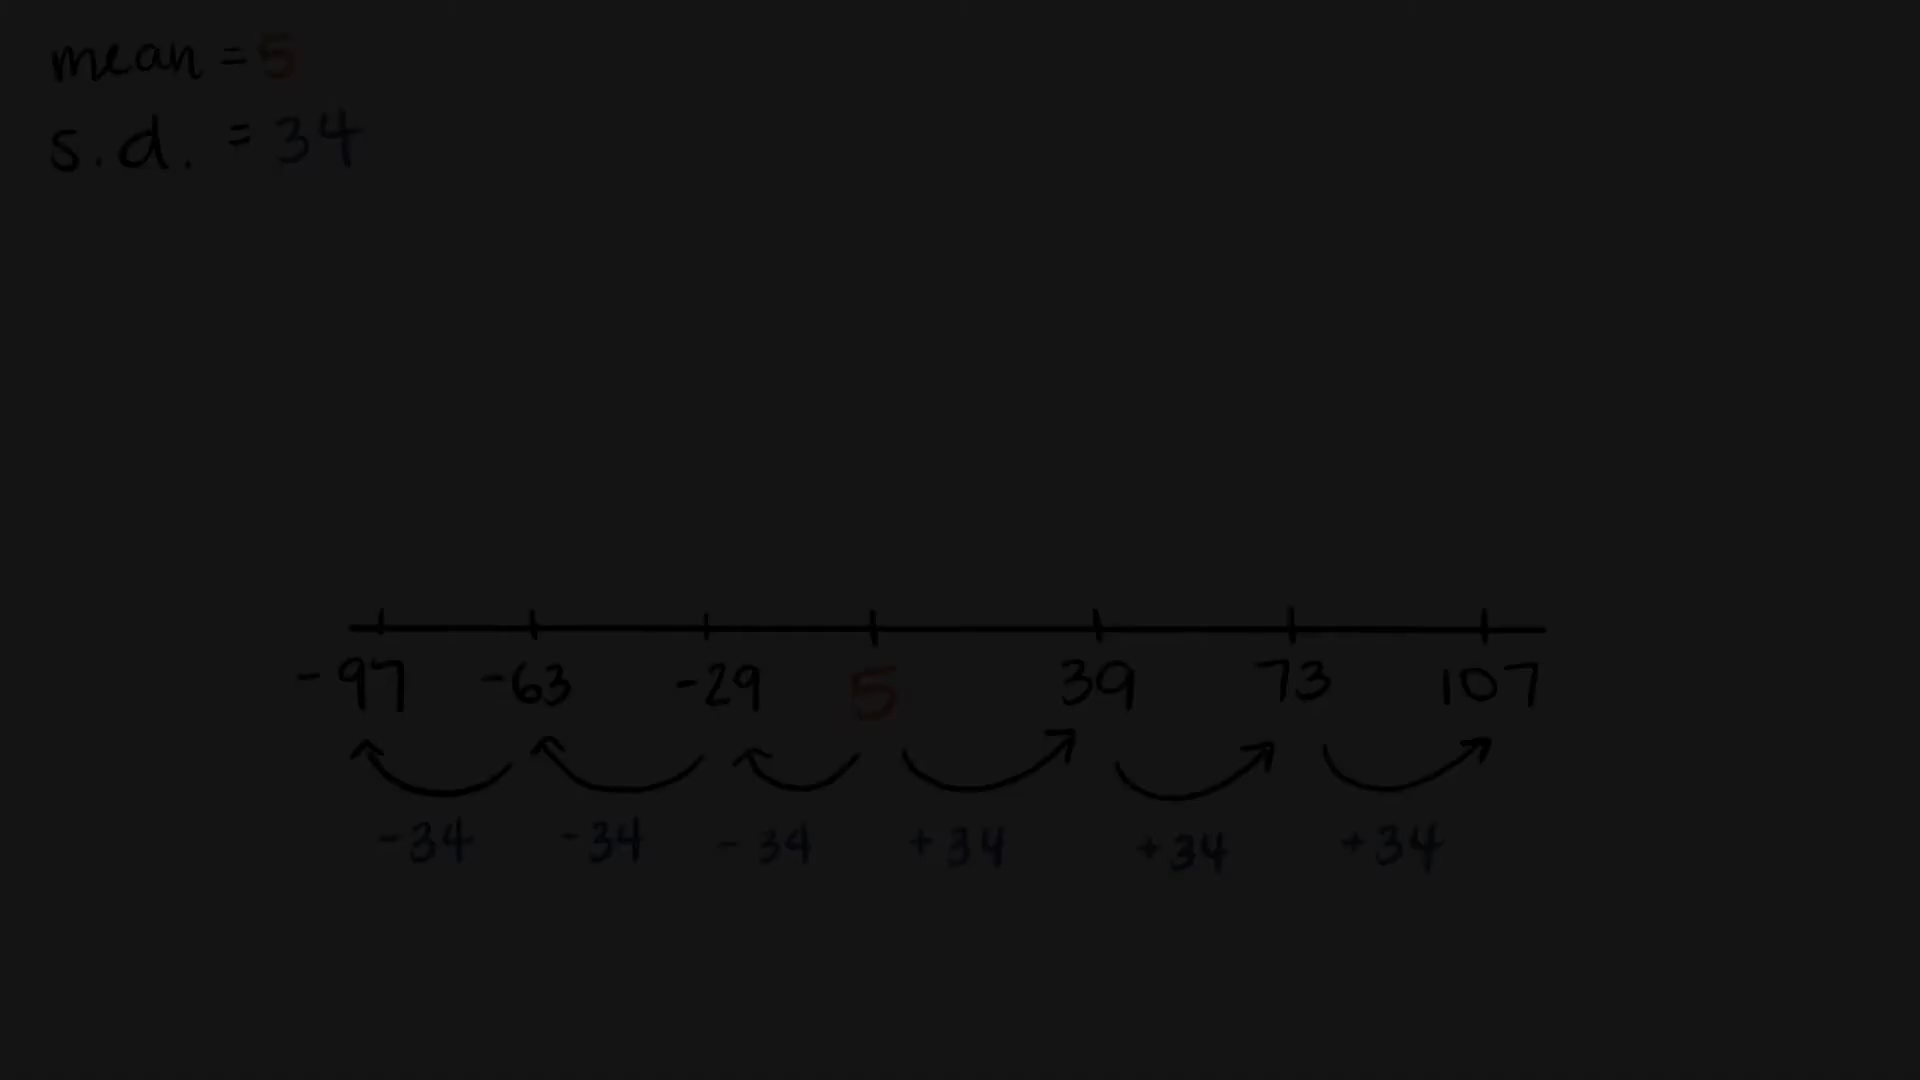 mean = 5
s.d. = 34
-97 -63 -29 5 39 73 107
-34 -34 -34 +34 +34 +34